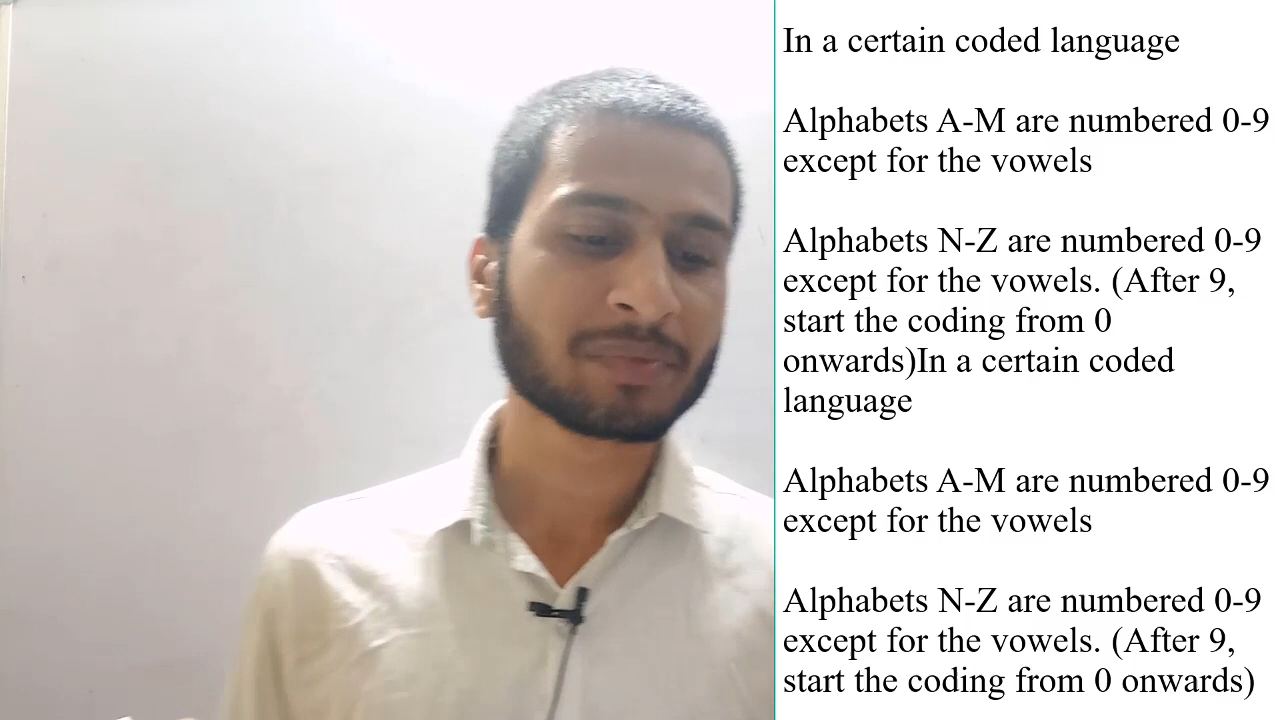 In a certain coded language
Alphabets A-M are numbered 0-9
except for the vowels
Alphabets N-Z are numbered 0-9
except for the vowels. (After 9,
start the coding from 0
onwards)In a certain coded
language
Alphabets A-M are numbered 0-9
except for the vowels
Alphabets N-Z are numbered 0-9
except for the vowels. (After 9,
start the coding from 0 onwards)